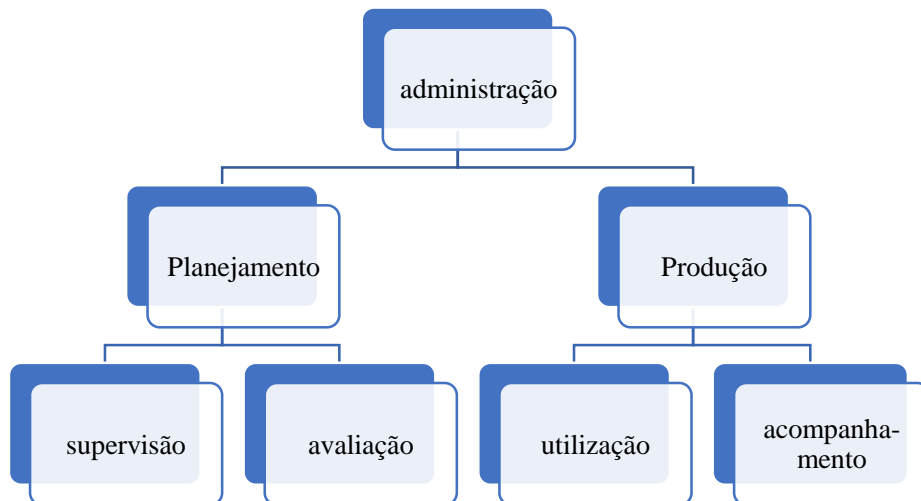 administração
Planejamento
Produção
supervisão
avaliação
utilização
acompanha-
mento